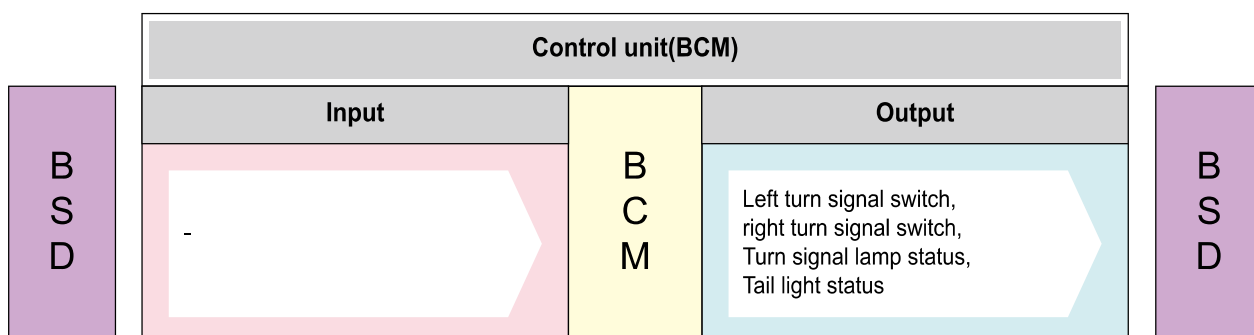 Control unit(BCM)
Input
Output
B
S
D
-
B
C
M
Left turn signal switch,
right turn signal switch,
Turn signal lamp status,
Tail light status
B
S
D